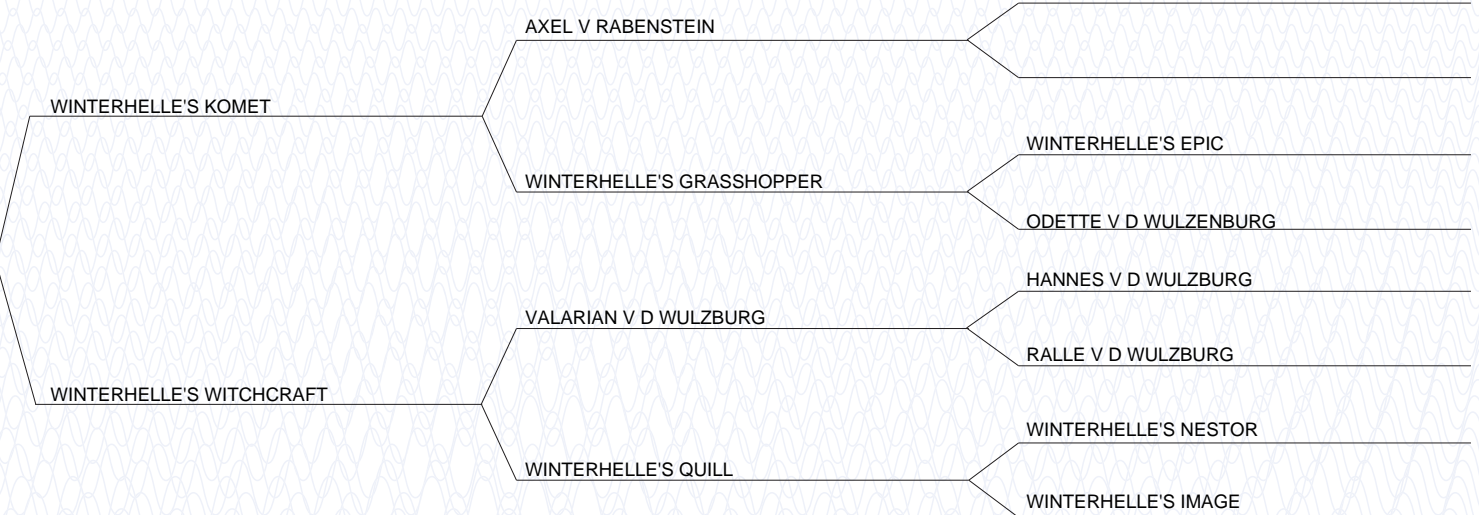 AXEL V RABENSTEIN
WINTERHELLE'S KOMET
WINTERHELLE'S EPIC
WINTERHELLE'S GRASSHOPPER
ODETTE V D WULZENBURG
HANNES V D WULZBURG
VALARIAN V D WULZBURG
RALLE V D WULZBURG
WINTERHELLE'S WITCHCRAFT
WINTERHELLE'S NESTOR
WINTERHELLE'S QUILL
WINTERHELLE'S IMAGE